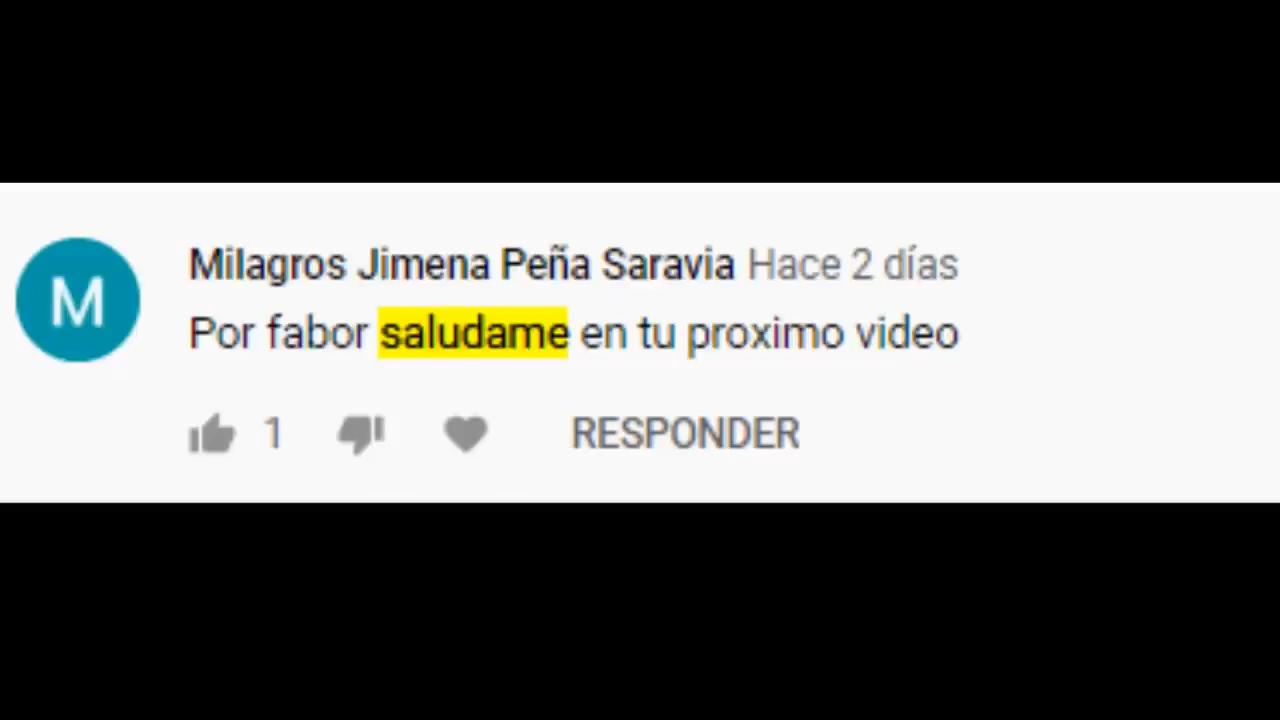 M
Milagros Jimena Peña Saravia Hace 2 días
Por fabor saludame en tu proximo video
1 RESPONDER